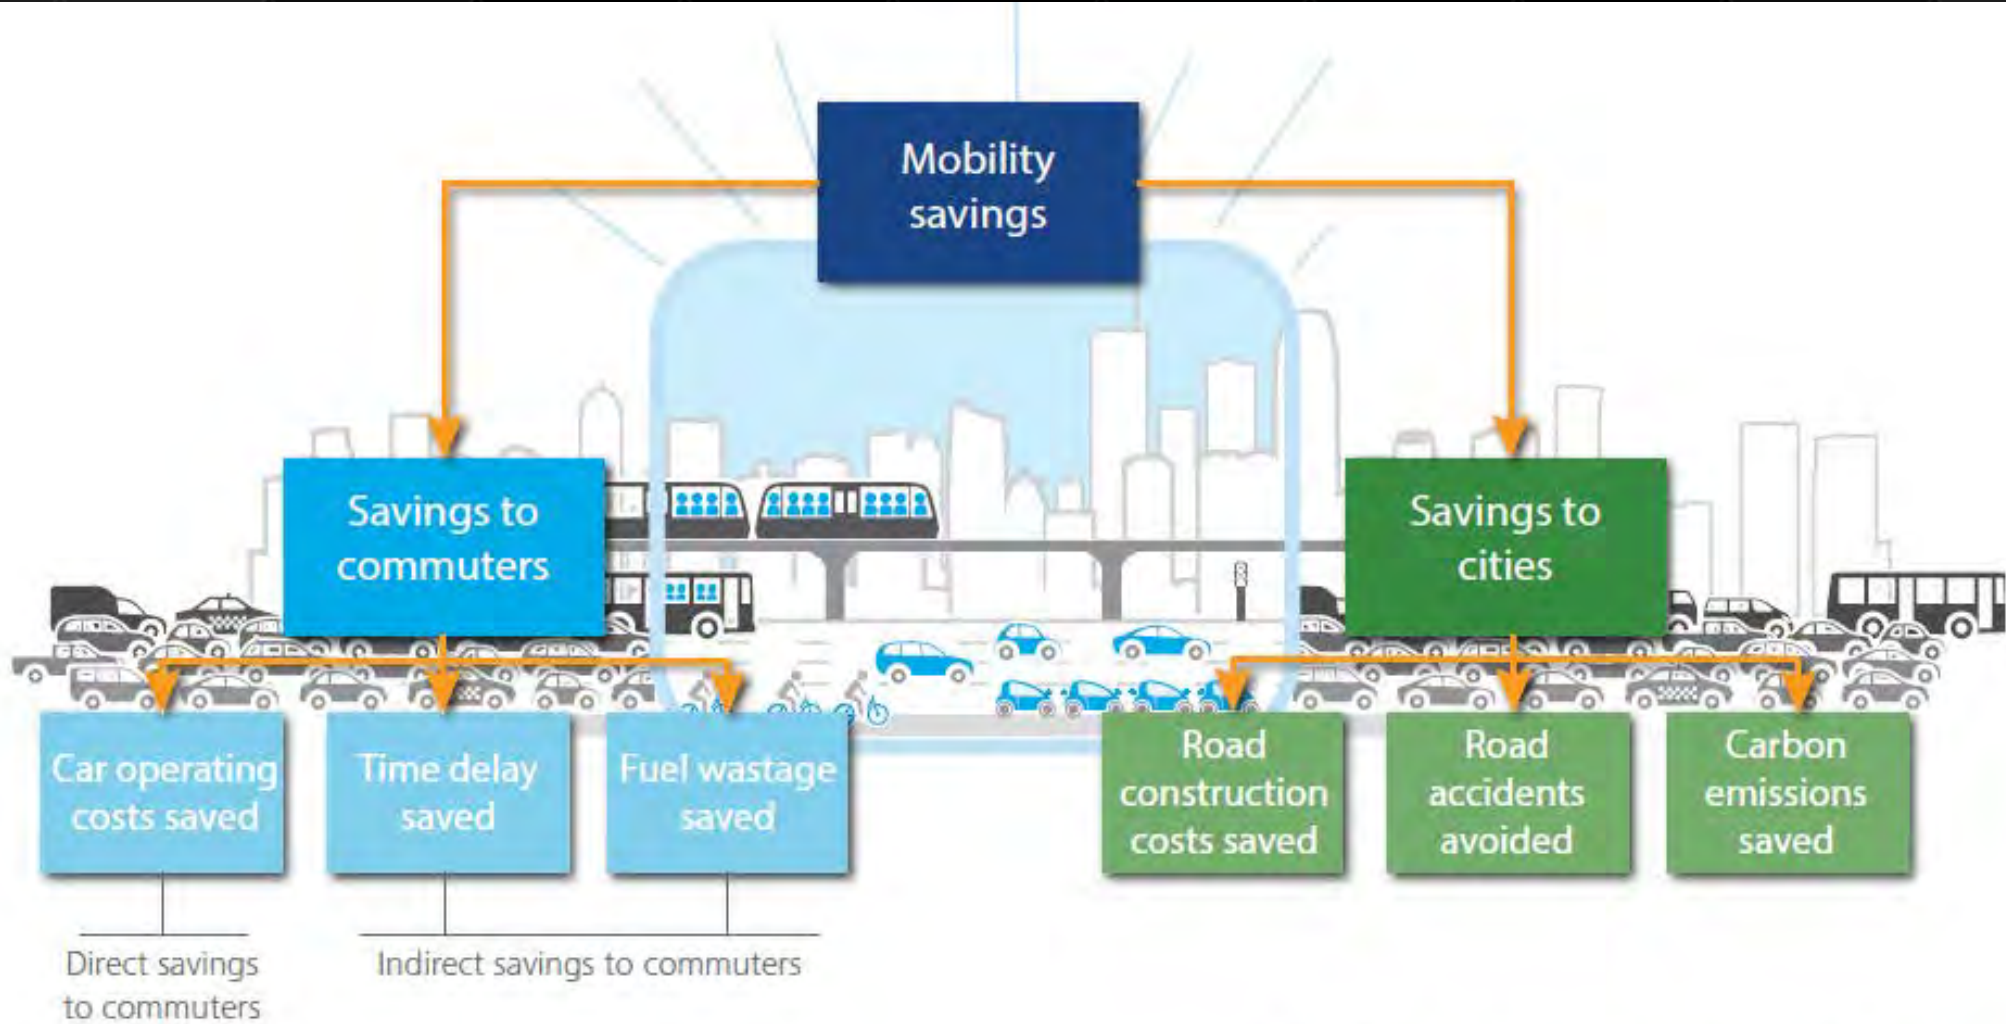 Mobility
savings
Savings to
commuters
Savings to
cities
Car operating
costs saved
Time delay
saved
Fuel wastage
saved
Road
construction
costs saved
Road
accidents
avoided
Carbon
emissions
saved
Direct savings
to commuters
Indirect savings to commuters